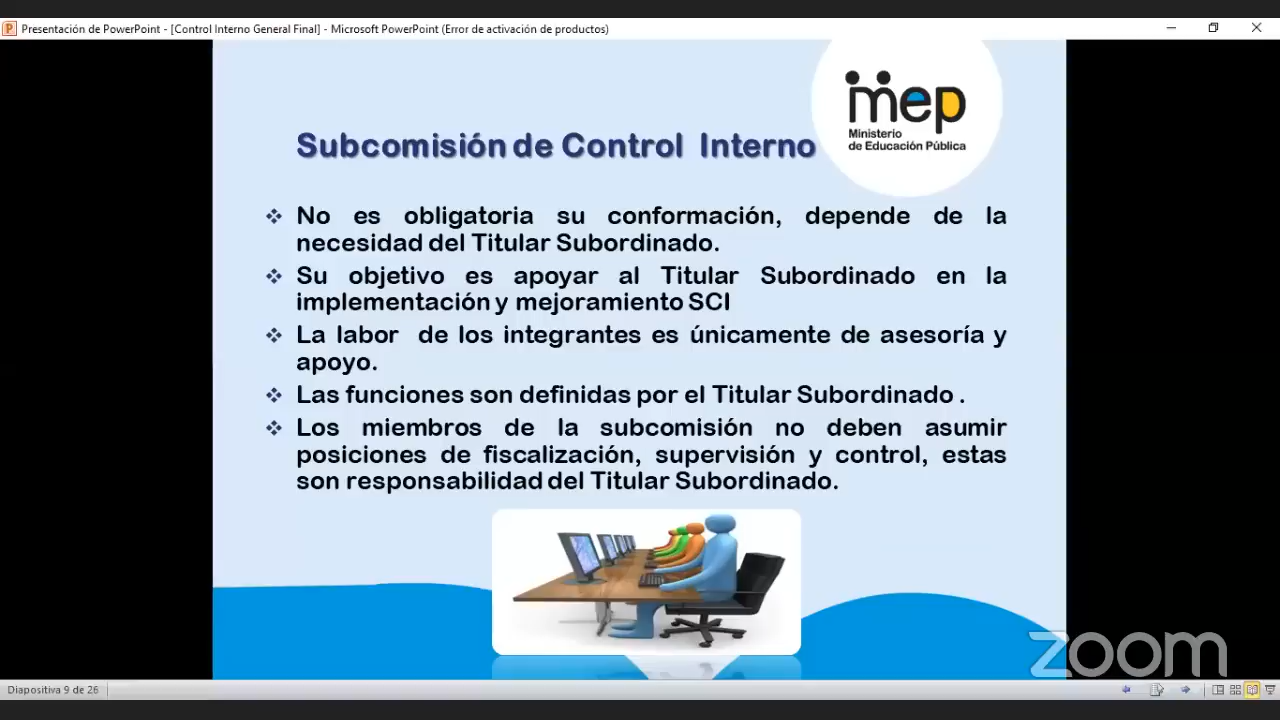 Presentación de PowerPoint - [Control Interno General Final] - Microsoft PowerPoint (Error de activación de productos)
mep
Ministerio
de Educación Pública
Subcomisión de Control Interno
No es obligatoria su conformación, depende de la
necesidad del Titular Subordinado.
Su objetivo es apoyar al Titular Subordinado en la
implementación y mejoramiento SCI
La labor de los integrantes es únicamente de asesoría y
apoyo.
Las funciones son definidas por el Titular Subordinado .
Los miembros de la subcomisión no deben asumir
posiciones de fiscalización, supervisión y control, estas
son responsabilidad del Titular Subordinado.
zoom
Diapositiva 9 de 26